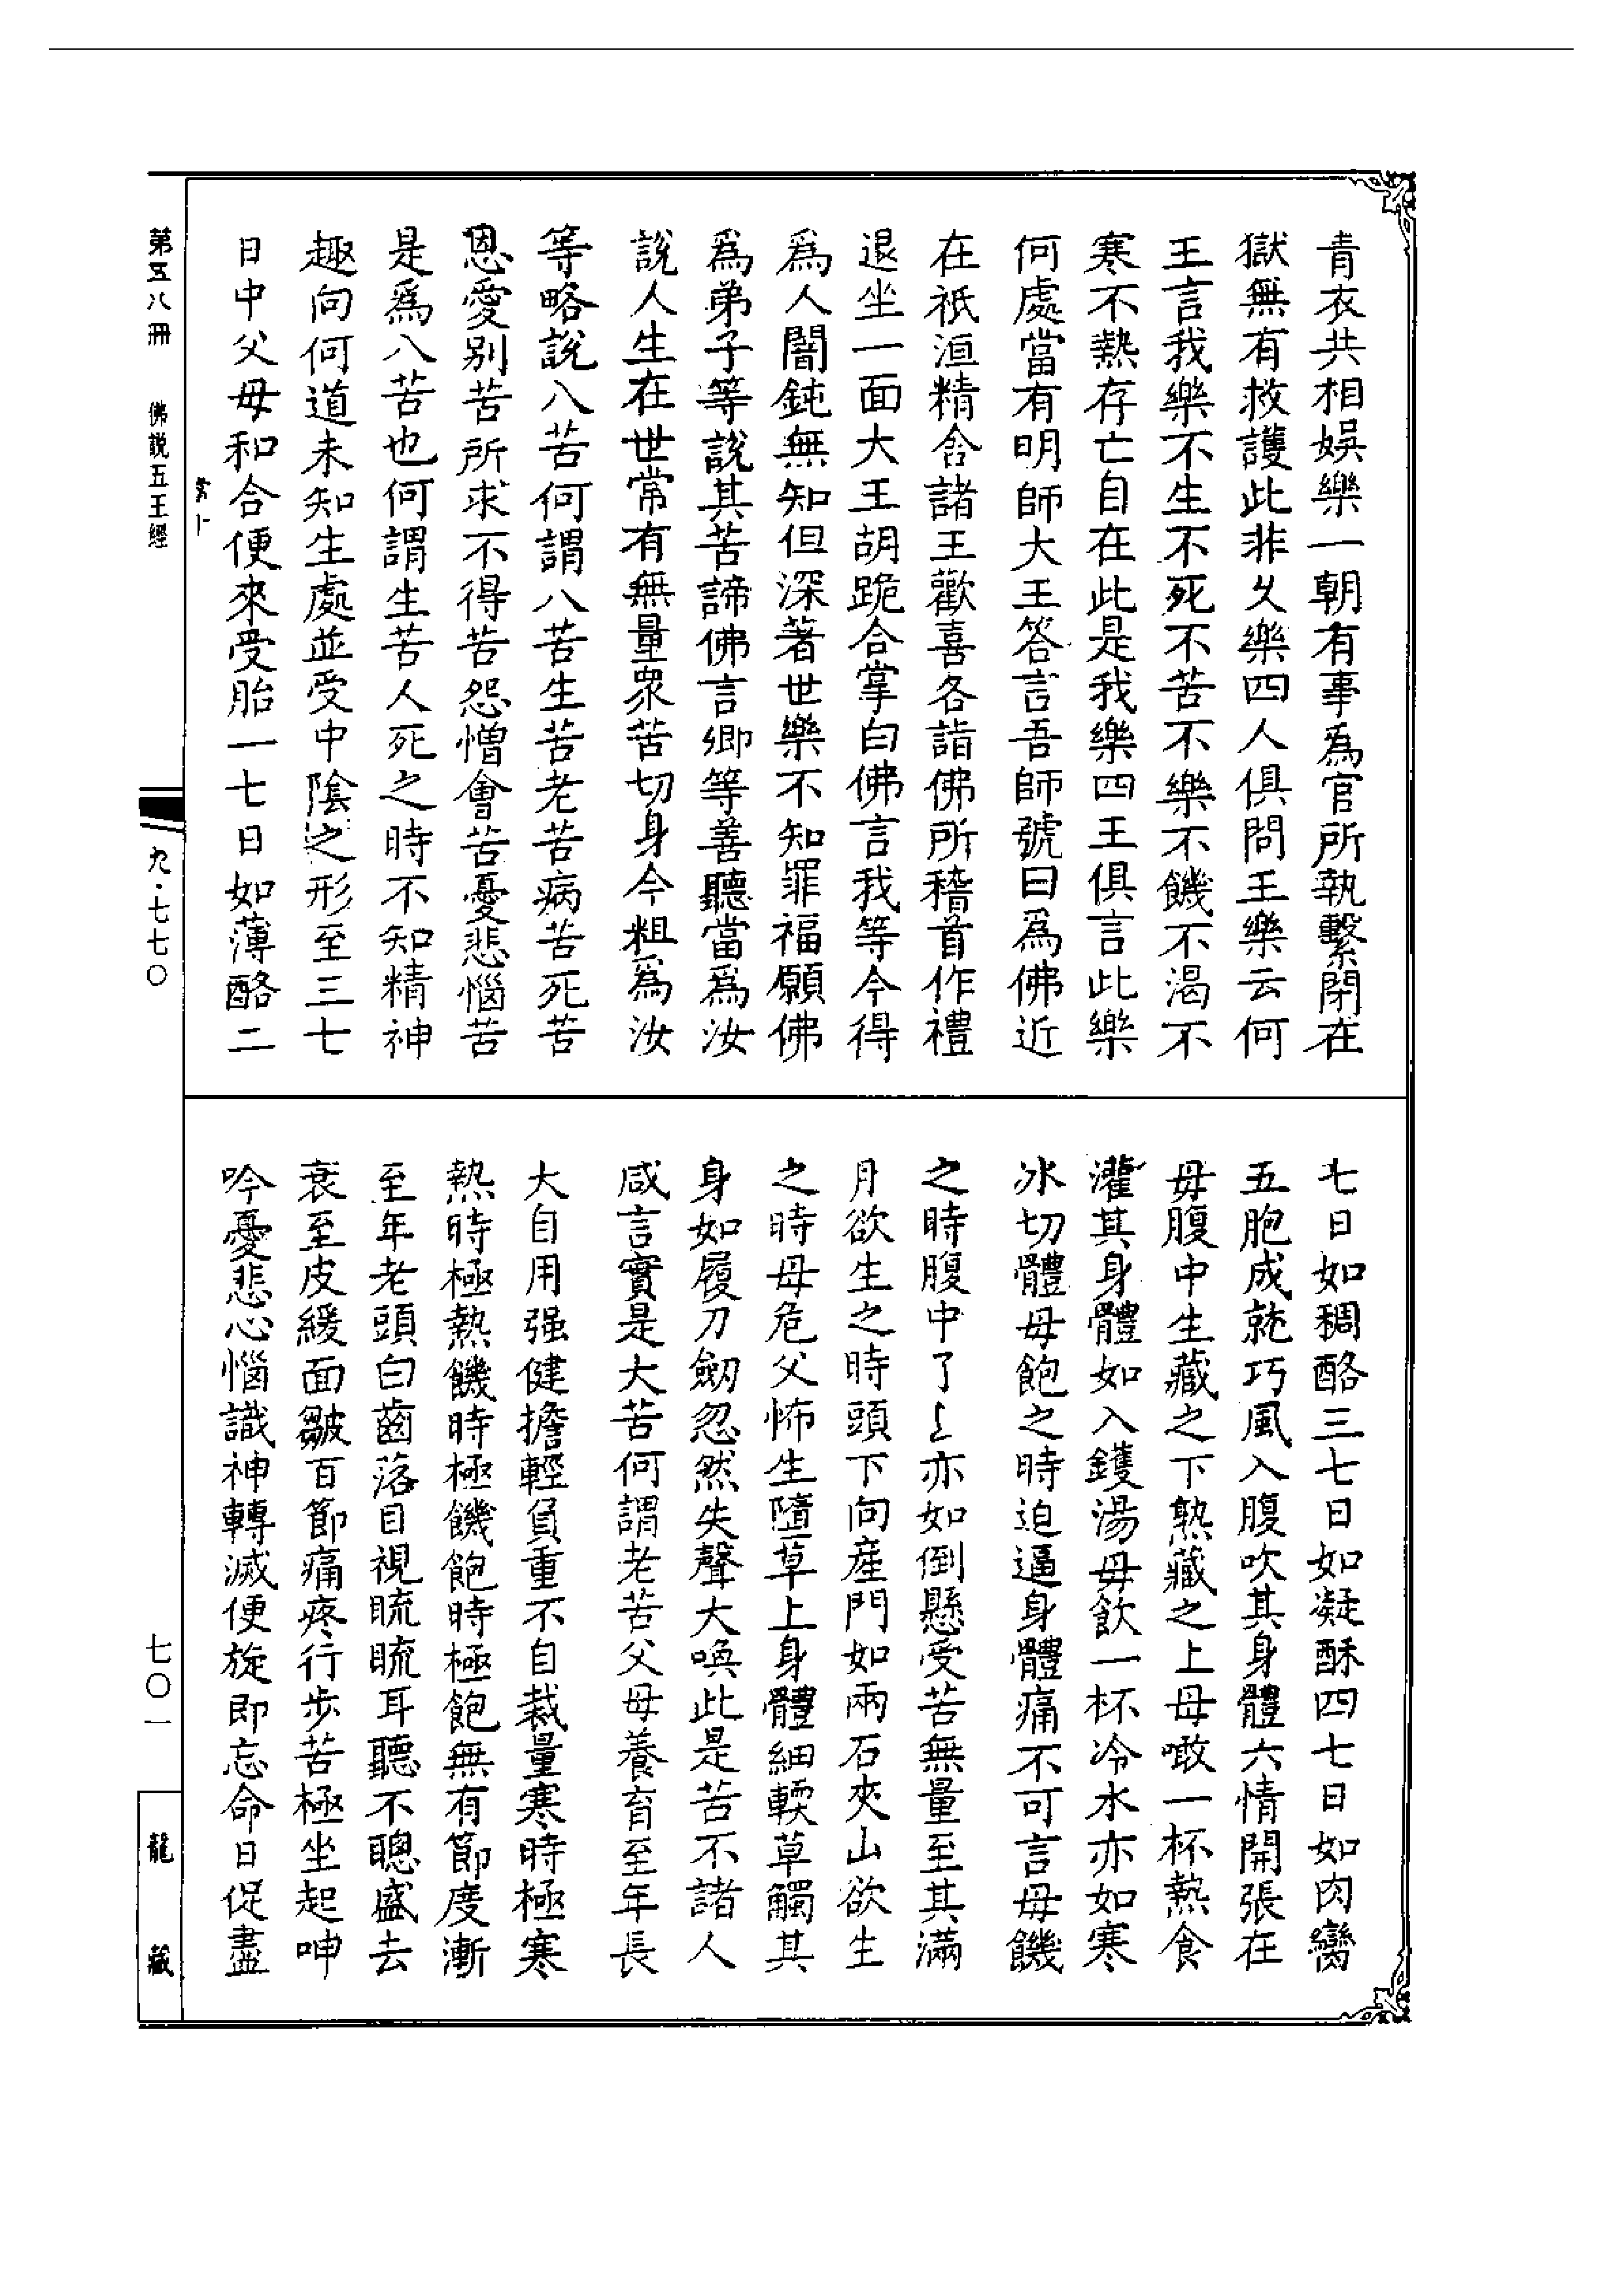 青衣共相娛樂一朝有事爲官所執繫閉在
獄無有救護此非久樂四人俱問王樂云何
王言我樂不生不死不苦不樂不饑不渴不
寒不熱存亡自在此是我樂四王俱言此樂
何處當有明師大王答言吾師號曰爲佛近
在祇洹精舍諸王歡喜各詣佛所稽首作禮
退坐一面大王胡跪合掌白佛言我等今得
爲人闇鈍無知但深著世樂不知罪福願佛
爲弟子等說其苦諦佛言卿等善聽當爲汝
說人生在世常有無量衆苦切身今粗爲汝
等略說八苦何謂八苦生苦老苦病苦死苦
恩愛別苦所求不得苦怨憎會苦憂悲惱苦
是爲八苦也何謂生苦人死之時不知精神
趣向何道未知生處並受中陰之形至三七
日中父母和合便來受胎一七日如薄酪二
七日如稠酪三七日如凝酥四七日如肉臠
五胞成就巧風入腹吹其身體六情開張在
母腹中生藏之下熟藏之上母噉一杯熱食
灌其身體如入鑊湯母飲一杯冷水亦如寒
冰切體母飽之時迫逼身體痛不可言母饑
之時腹中了了亦如倒懸受苦無量至其滿
月欲生之時頭下向產門如兩石夾山欲生
之時母危父怖生墮草上身體細輭草觸其
身如履刀劒忽然失聲大喚此是苦不諸人
咸言實是大苦何謂老苦父母養育至年長
大自用强健擔輕負重不自裁量寒時極寒
熱時極熱饑時極饑飽時極飽無有節度漸
至年老頭白齒落目視䀮䀮耳聽不聰盛去
衰至皮緩面皺百節痛疼行步苦極坐起呻
吟憂悲心惱識神轉滅便旋即忘命日促盡
常十
第五八冊 佛說五王經
九·七七〇
七〇一
龍藏